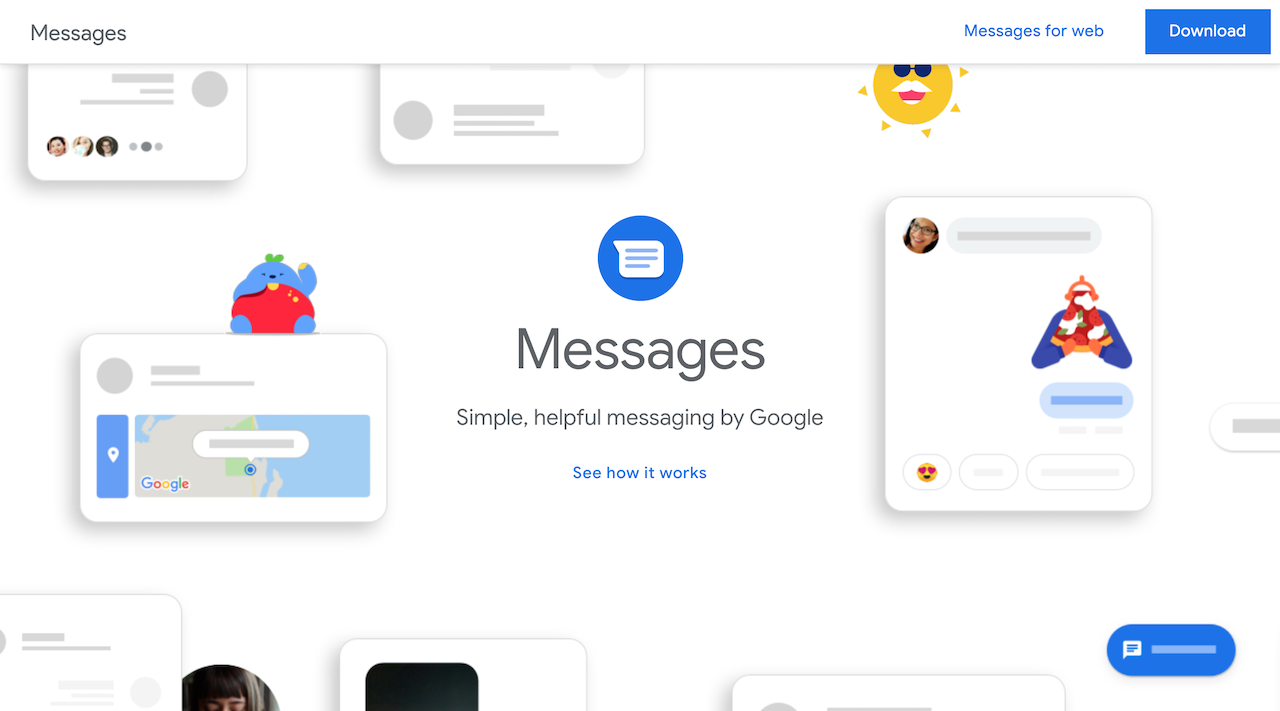 Messages
Messages for web
Download
Messages
Simple, helpful messaging by Google
See how it works
Google